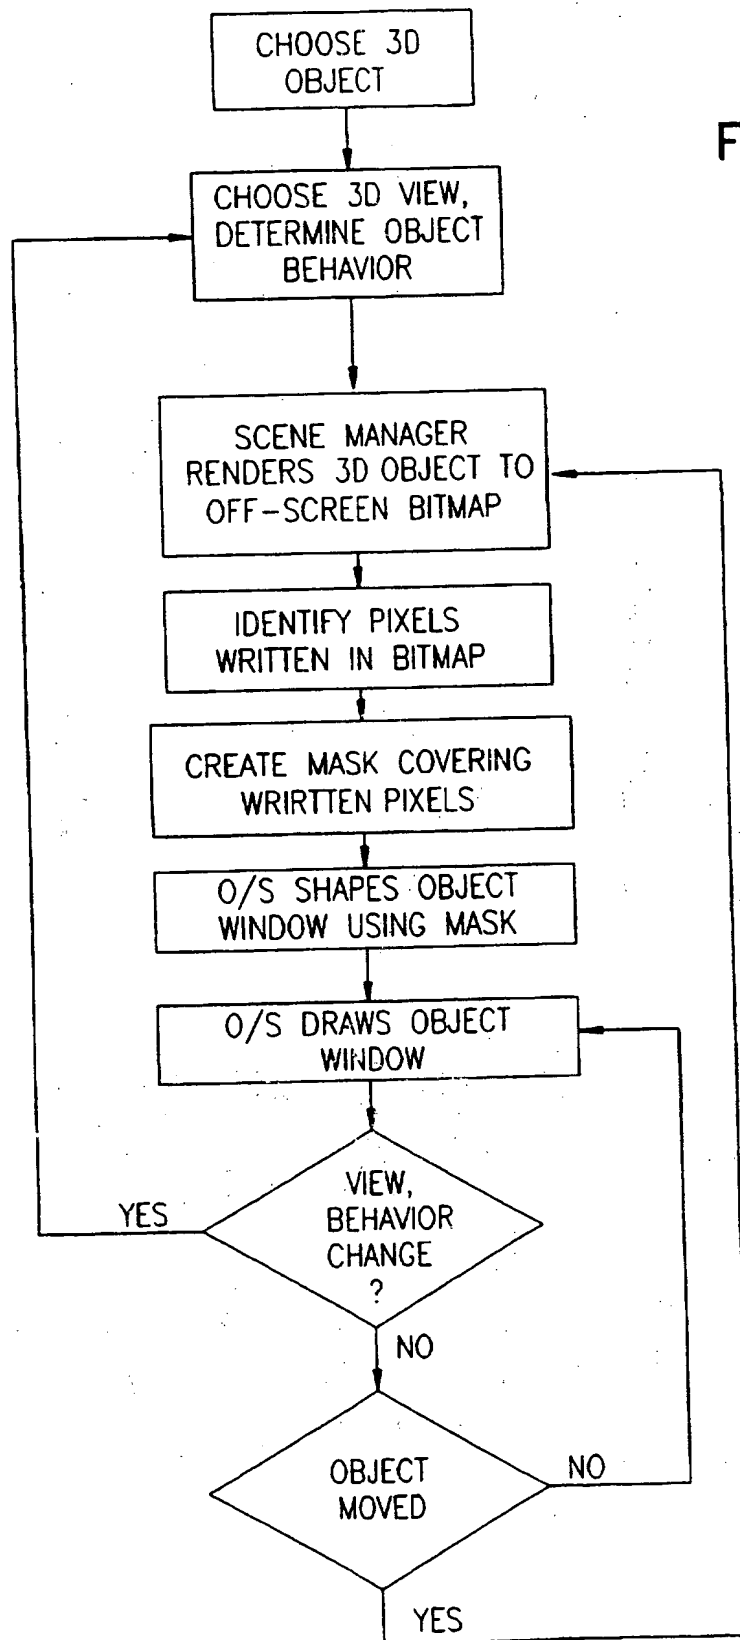 CHOOSE 3D
OBJECT
F
CHOOSE 3D VIEW,
DETERMINE OBJECT
BEHAVIOR
SCENE MANAGER
RENDERS 3D OBJECT TO
OFF-SCREEN BITMAP
IDENTIFY PIXELS
WRITTEN IN BITMAP
CREATE MASK COVERING
WRIRTTEN PIXELS
O/S SHAPES OBJECT
WINDOW USING MASK
O/S DRAWS OBJECT
WINDOW
VIEW,
BEHAVIOR
CHANGE
?
YES
NO
OBJECT
MOVED
NO
YES